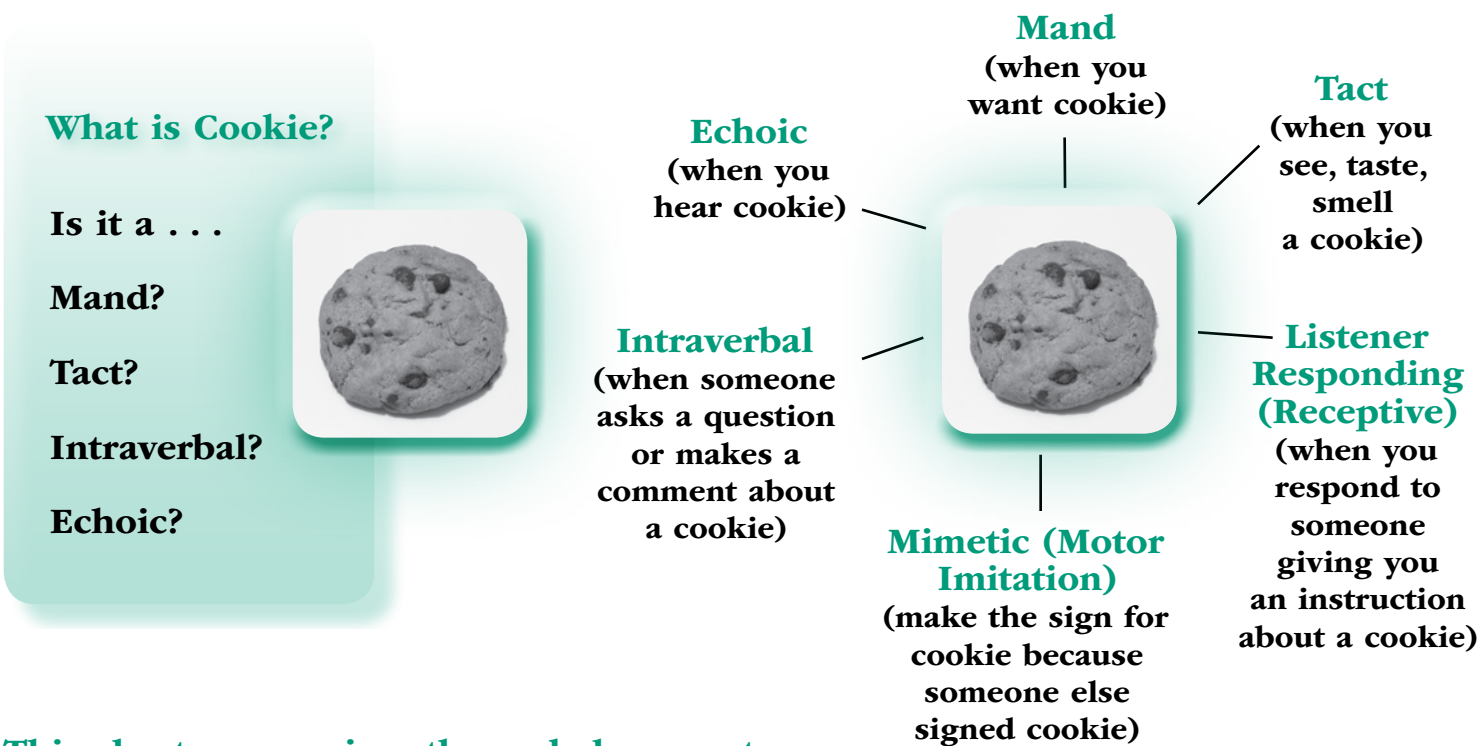 What is Cookie?
Is it a . . .
Mand?
Tact?
Intraverbal?
Echoic?
Mand
(when you
want cookie)
Tact
(when you
see, taste,
smell
a cookie)
Echoic
(when you
hear cookie)
Intraverbal
(when someone
asks a question
or makes a
comment about
a cookie)
Listener
Responding
(Receptive)
(when you
respond to
someone
giving you
an instruction
about a cookie)
Mimetic (Motor
Imitation)
(make the sign for
cookie because
someone else
signed cookie)